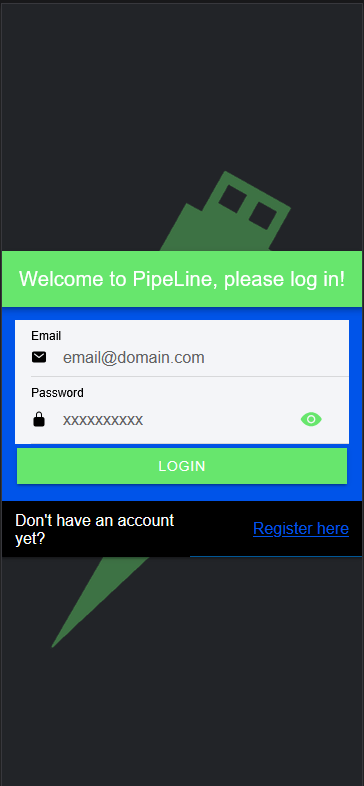 Welcome to PipeLine, please log in!
Email
email@domain.com
Password
xxxxxxxxxx
LOGIN
Don't have an account
yet?
Register here